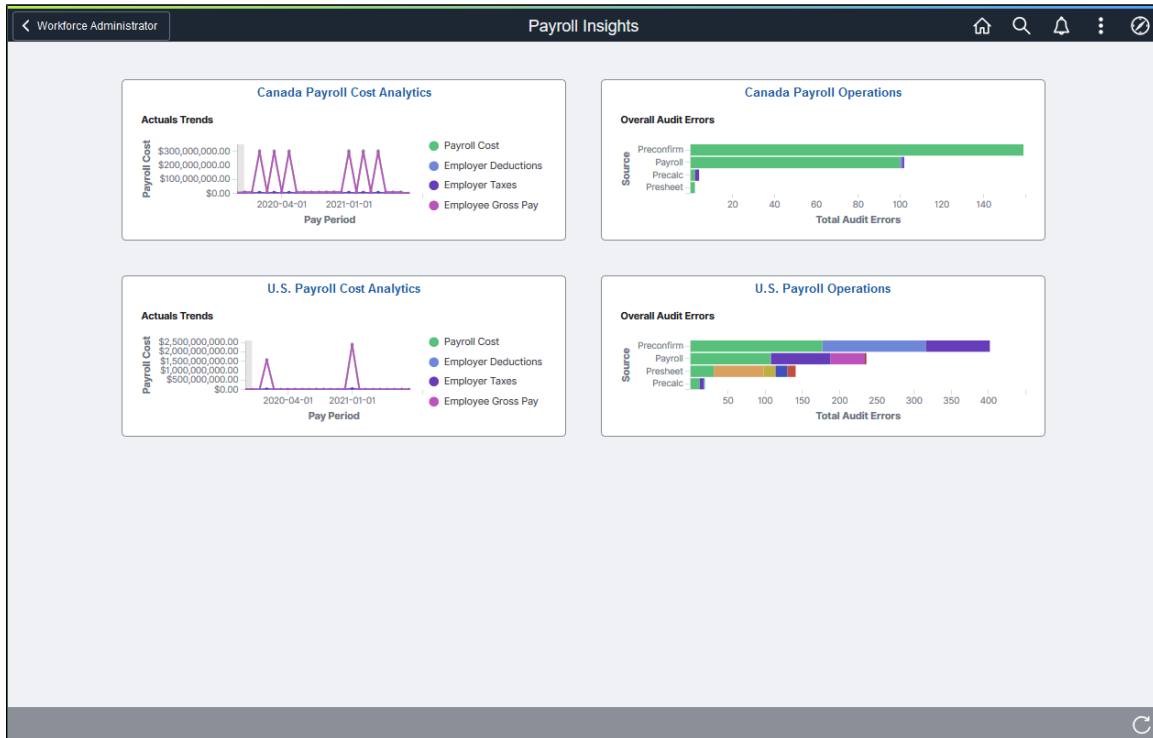 Workforce Administrator
Payroll Insights
Canada Payroll Cost Analytics
Actuals Trends
Payroll Cost
$300,000,000.00
$200,000,000.00
$100,000,000.00
$0.00
2020-04-01 2021-01-01
Pay Period
Payroll Cost
Employer Deductions
Employer Taxes
Employee Gross Pay
Canada Payroll Operations
Overall Audit Errors
Source
Preconfirm
Payroll
Precalc
Presheet
20 40 60 80 100 120 140
Total Audit Errors
U.S. Payroll Cost Analytics
Actuals Trends
Payroll Cost
$2,500,000,000.00
$2,000,000,000.00
$1,500,000,000.00
$1,000,000,000.00
$500,000,000.00
$0.00
2020-04-01 2021-01-01
Pay Period
Payroll Cost
Employer Deductions
Employer Taxes
Employee Gross Pay
U.S. Payroll Operations
Overall Audit Errors
Source
Preconfirm
Payroll
Presheet
Precalc
50 100 150 200 250 300 350 400
Total Audit Errors